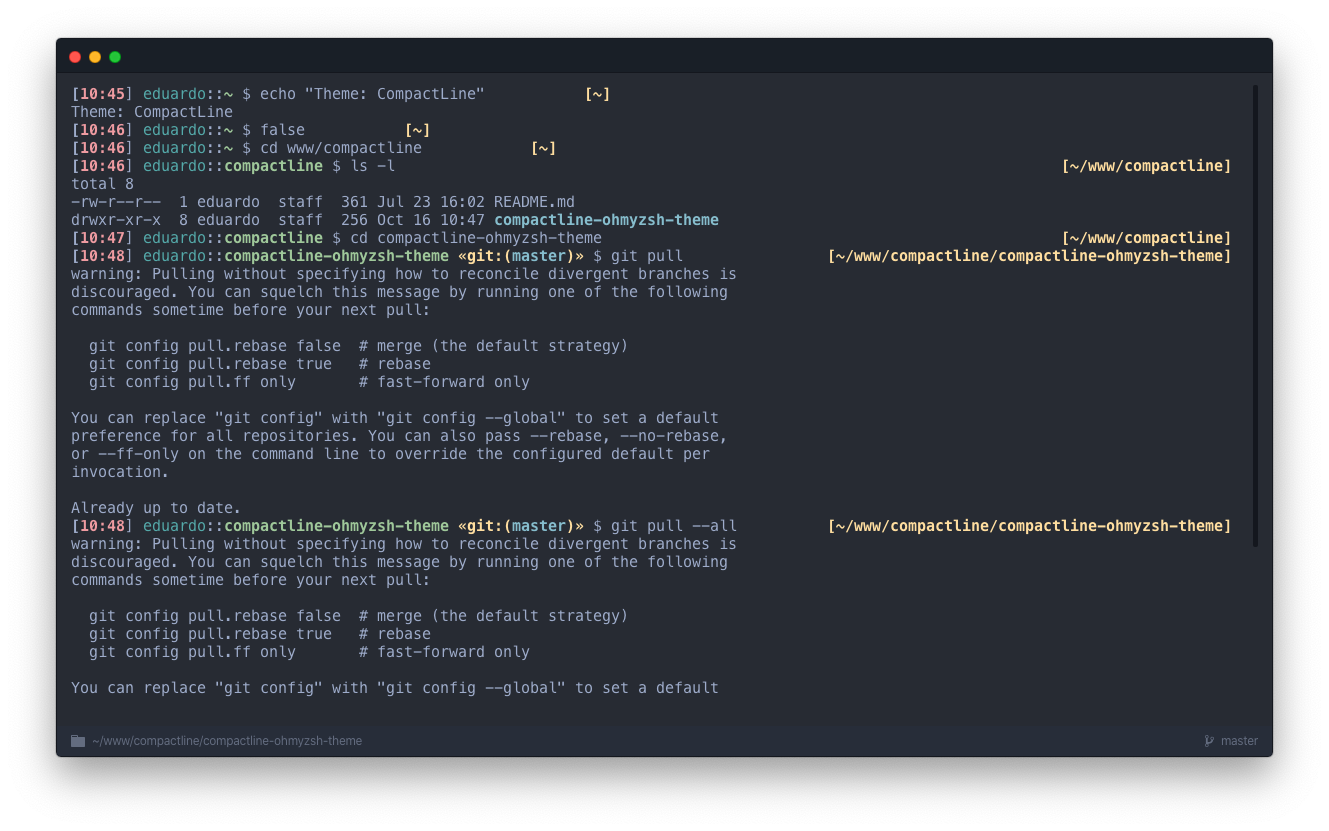 [10:45] eduardo::~ $ echo "Theme: CompactLine" [~]
Theme: CompactLine
[10:46] eduardo::~ $ false [~]
[10:46] eduardo::~ $ cd www/compactline [~]
[10:46] eduardo::compactline $ ls -l [~/www/compactline]
total 8
-rw-r--r-- 1 eduardo staff 361 Jul 23 16:02 README.md
drwxr-xr-x 8 eduardo staff 256 Oct 16 10:47 compactline-ohmyzsh-theme
[10:47] eduardo::compactline $ cd compactline-ohmyzsh-theme [~/www/compactline]
[10:48] eduardo::compactline-ohmyzsh-theme «git:(master)» $ git pull [~/www/compactline/compactline-ohmyzsh-theme]
warning: Pulling without specifying how to reconcile divergent branches is
discouraged. You can squelch this message by running one of the following
commands sometime before your next pull:
git config pull.rebase false # merge (the default strategy)
git config pull.rebase true # rebase
git config pull.ff only # fast-forward only
You can replace "git config" with "git config --global" to set a default
preference for all repositories. You can also pass --rebase, --no-rebase,
or --ff-only on the command line to override the configured default per
invocation.
Already up to date.
[10:48] eduardo::compactline-ohmyzsh-theme «git:(master)» $ git pull --all [~/www/compactline/compactline-ohmyzsh-theme]
warning: Pulling without specifying how to reconcile divergent branches is
discouraged. You can squelch this message by running one of the following
commands sometime before your next pull:
git config pull.rebase false # merge (the default strategy)
git config pull.rebase true # rebase
git config pull.ff only # fast-forward only
You can replace "git config" with "git config --global" to set a default
~/www/compactline/compactline-ohmyzsh-theme master